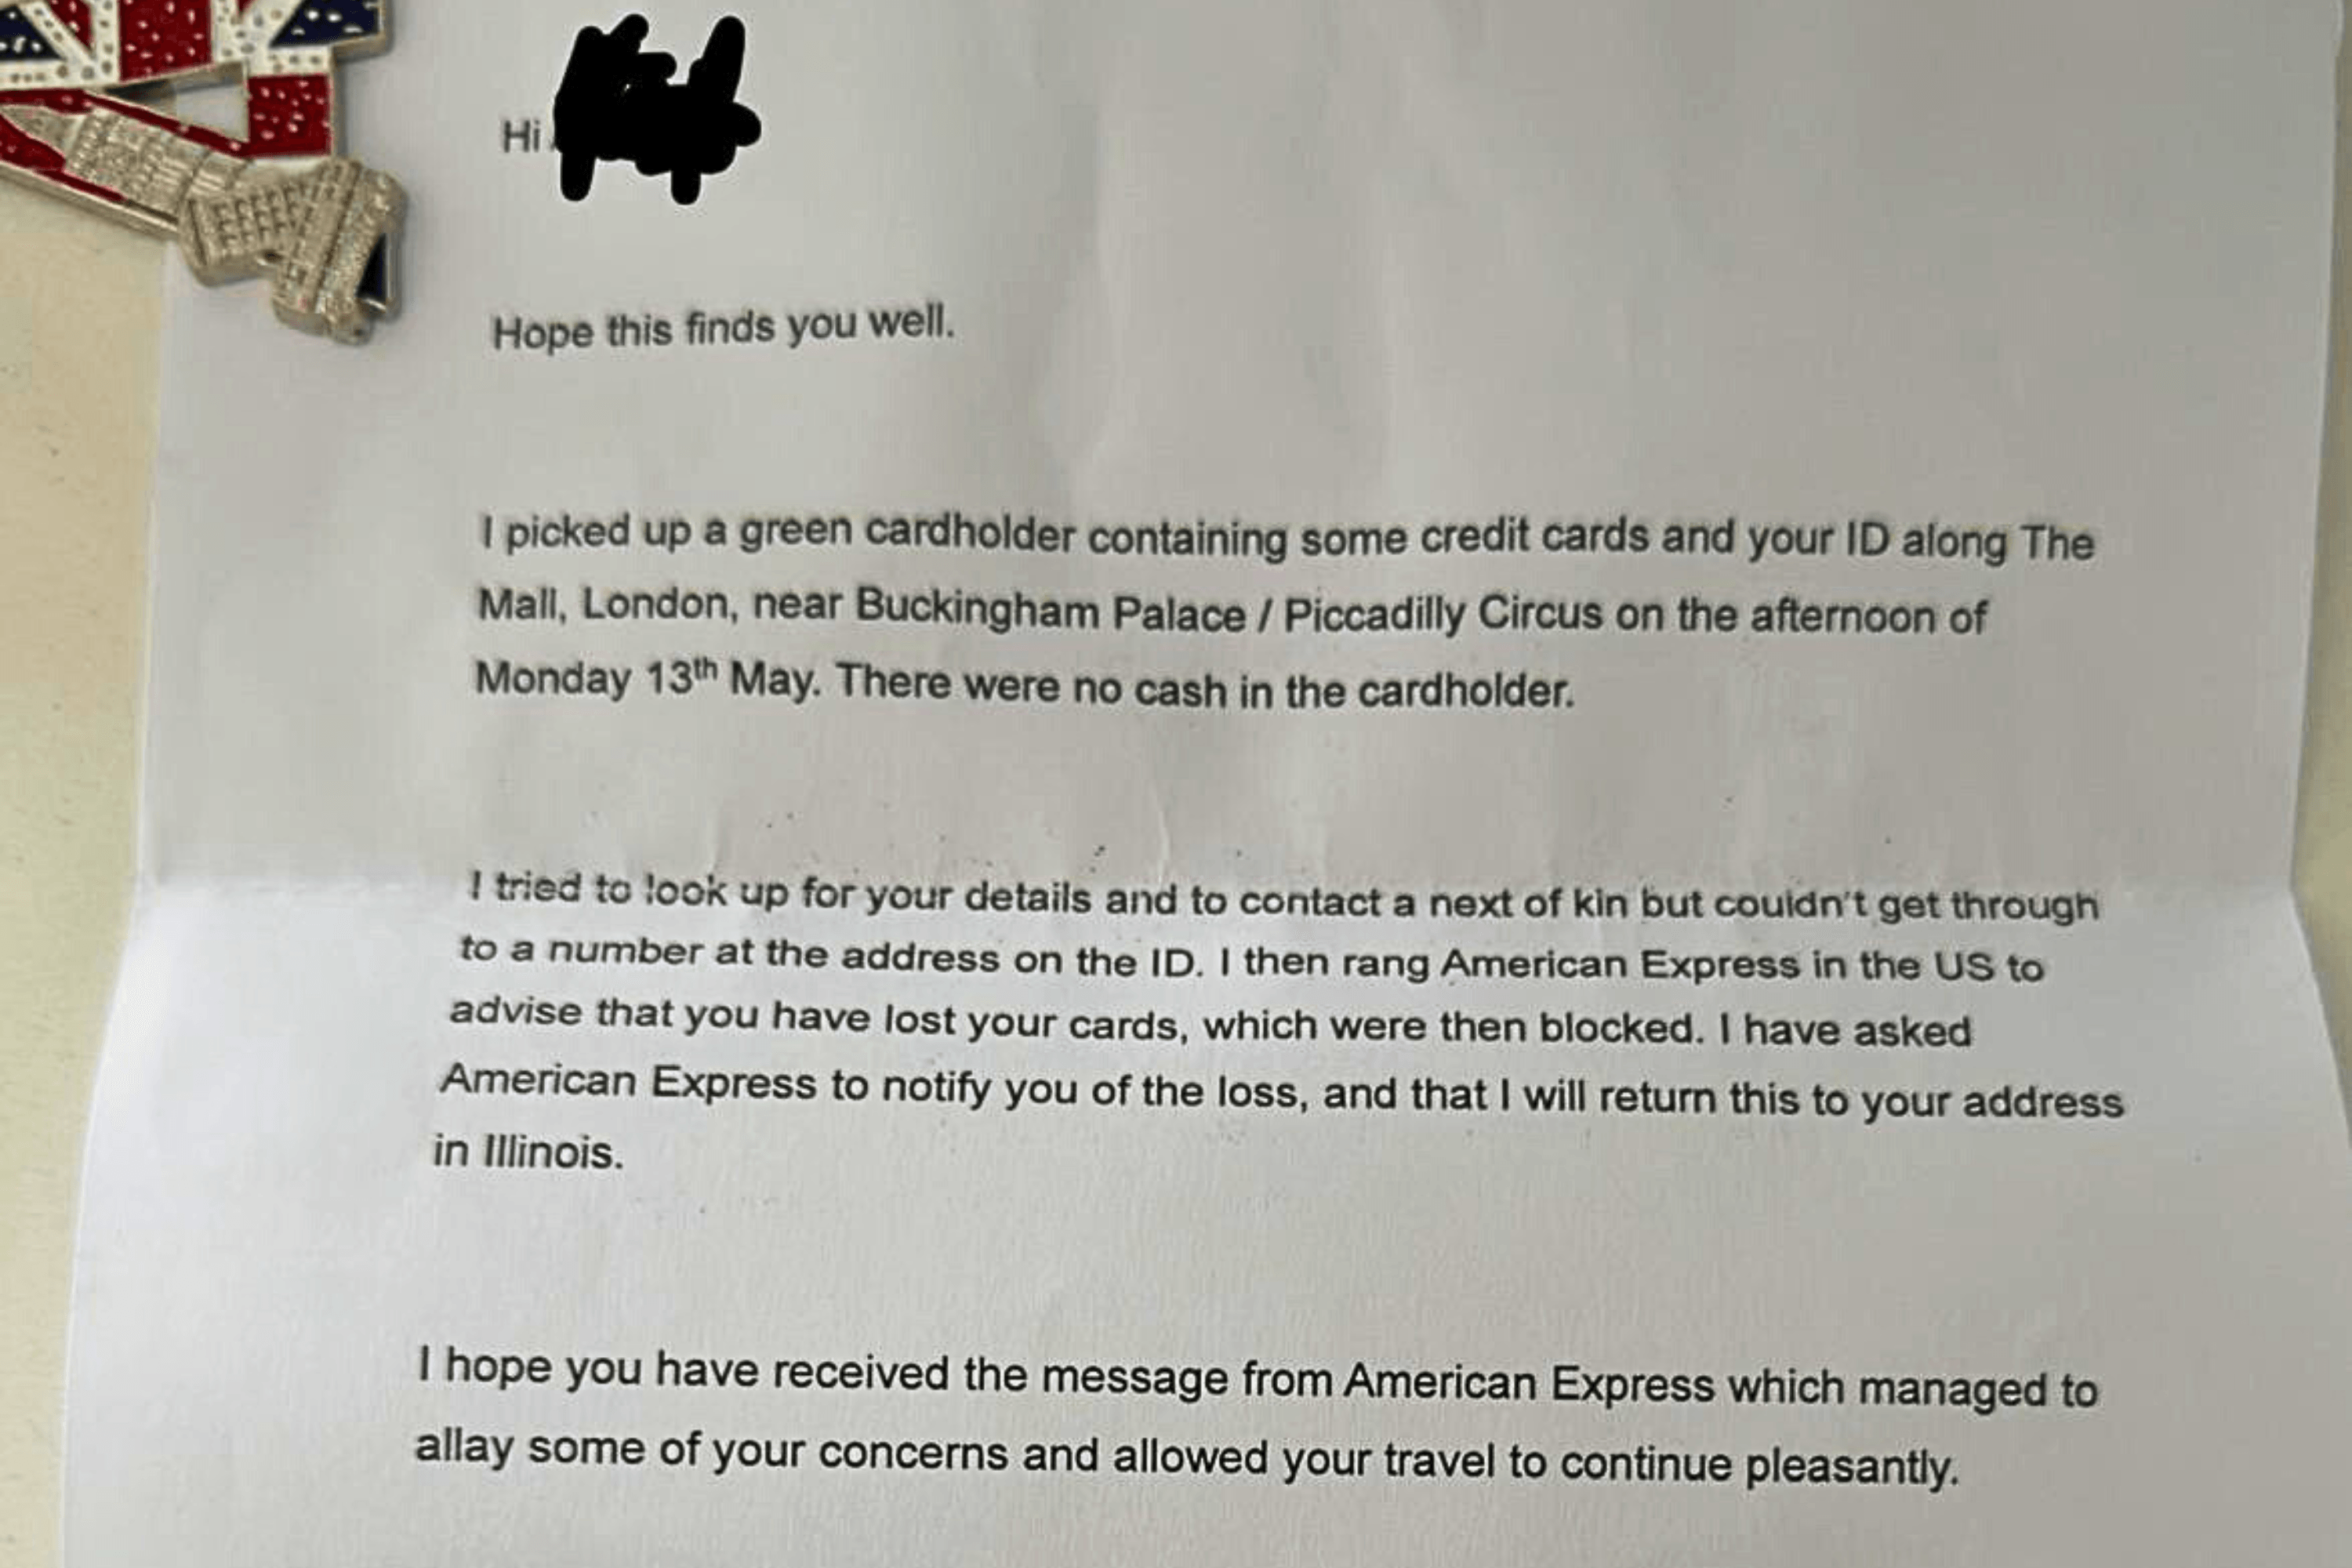 Hi
Hope this finds you well.
I picked up a green cardholder containing some credit cards and your ID along The
Mall, London, near Buckingham Palace / Piccadilly Circus on the afternoon of
Monday 13th May. There were no cash in the cardholder.
I tried to look up for your details and to contact a next of kin but couldn't get through
to a number at the address on the ID. I then rang American Express in the US to
advise that you have lost your cards, which were then blocked. I have asked
American Express to notify you of the loss, and that I will return this to your address
in Illinois.
I hope you have received the message from American Express which managed to
allay some of your concerns and allowed your travel to continue pleasantly.